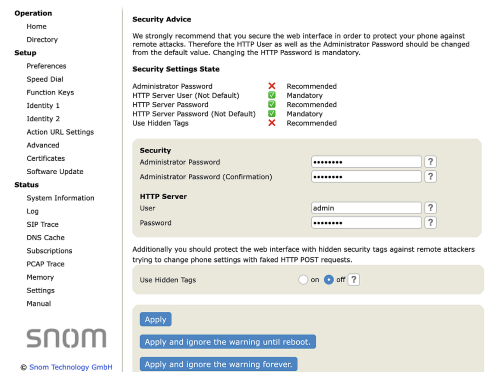 Operation
Home
Directory
Setup
Preferences
Speed Dial
Function Keys
Identity 1
Identity 2
Action URL Settings
Advanced
Certificates
Software Update
Status
System Information
Log
SIP Trace
DNS Cache
Subscriptions
PCAP Trace
Memory
Settings
Manual
snom
© Snom Technology GmbH
Security Advice
We strongly recommend that you secure the web interface in order to protect your phone against
remote attacks. Therefore the HTTP User as well as the Administrator Password should be changed
from the default value. Changing the HTTP Password is mandatory.
Security Settings State
Administrator Password Recommended
HTTP Server User (Not Default) Mandatory
HTTP Server Password Recommended
HTTP Server Password (Not Default) Mandatory
Use Hidden Tags Recommended
Security
Administrator Password •••••••• ?
Administrator Password (Confirmation) •••••••• ?
HTTP Server
User admin ?
Password •••••••• ?
Additionally you should protect the web interface with hidden security tags against remote attackers
trying to change phone settings with faked HTTP POST requests.
Use Hidden Tags on off ?
Apply
Apply and ignore the warning until reboot.
Apply and ignore the warning forever.